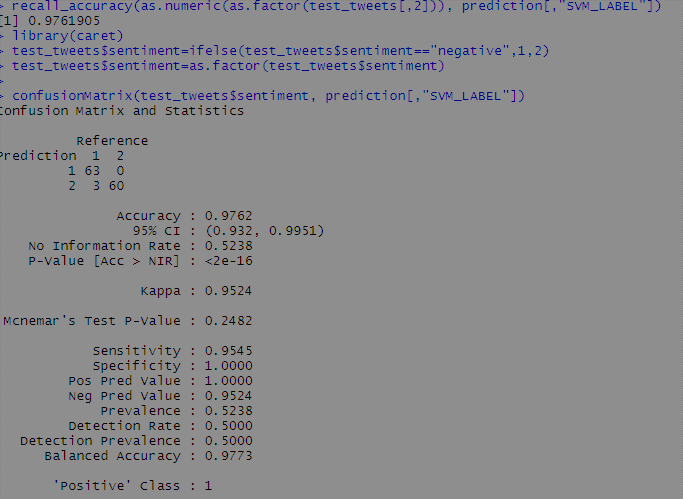 > recall_accuracy(as.numeric(as.factor(test_tweets[,2])), prediction[,"SVM_LABEL"])
[1] 0.9761905
> library(caret)
> test_tweets$sentiment=ifelse(test_tweets$sentiment=="negative",1,2)
> test_tweets$sentiment=as.factor(test_tweets$sentiment)
>
> confusionMatrix(test_tweets$sentiment, prediction[,"SVM_LABEL"])
Confusion Matrix and Statistics
Reference
Prediction 1 2
1 63 0
2 3 60
Accuracy : 0.9762
95% CI : (0.932, 0.9951)
No Information Rate : 0.5238
P-Value [Acc > NIR] : <2e-16
Kappa : 0.9524
Mcnemar's Test P-Value : 0.2482
Sensitivity : 0.9545
Specificity : 1.0000
Pos Pred Value : 1.0000
Neg Pred Value : 0.9524
Prevalence : 0.5238
Detection Rate : 0.5000
Detection Prevalence : 0.5000
Balanced Accuracy : 0.9773
'Positive' Class : 1